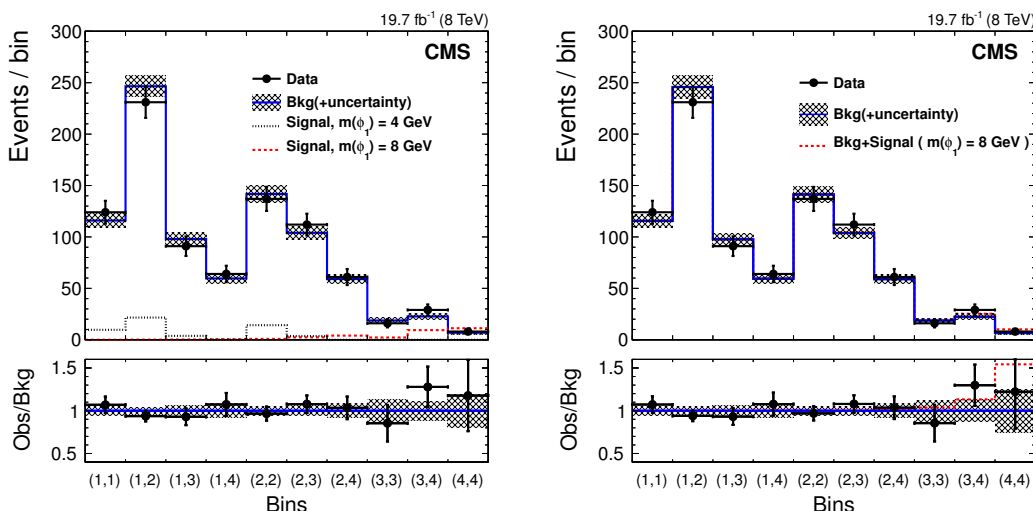 19.7 fb⁻¹ (8 TeV)
CMS
Events / bin
300
250
200
150
100
50
0
Data
Bkg(+uncertainty)
Signal, m(ϕ₁) = 4 GeV
Signal, m(ϕ₁) = 8 GeV
Obs/Bkg
1.5
1
0.5
(1,1) (1,2) (1,3) (1,4) (2,2) (2,3) (2,4) (3,3) (3,4) (4,4)
Bins
19.7 fb⁻¹ (8 TeV)
CMS
Events / bin
300
250
200
150
100
50
0
Data
Bkg(+uncertainty)
Bkg+Signal ( m(ϕ₁) = 8 GeV )
Obs/Bkg
1.5
1
0.5
(1,1) (1,2) (1,3) (1,4) (2,2) (2,3) (2,4) (3,3) (3,4) (4,4)
Bins